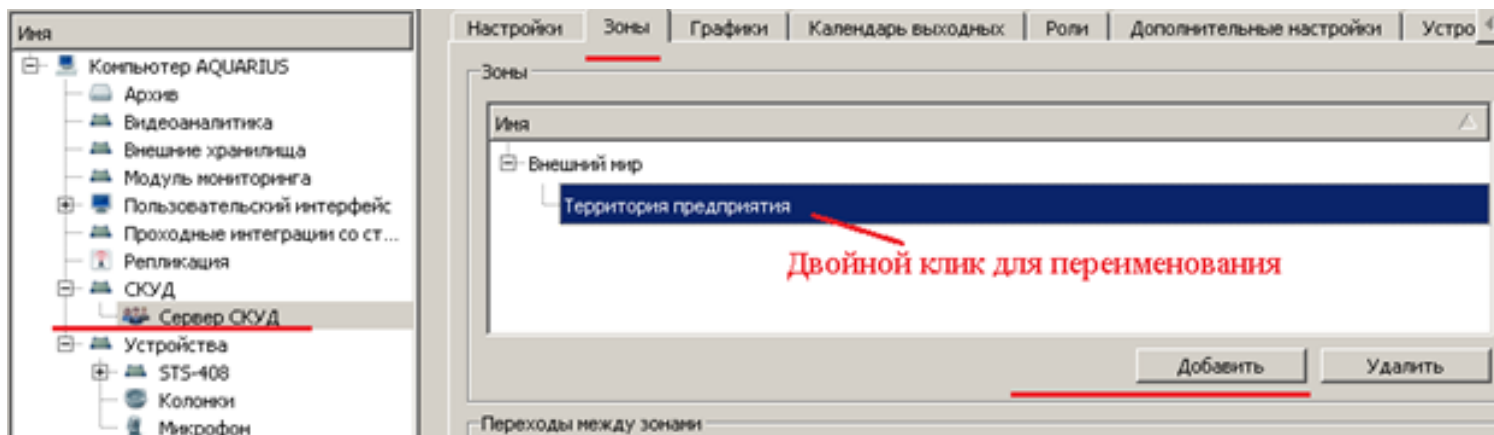 Имя
Компьютер AQUARIUS
Архив
Видеоаналитика
Внешние хранилища
Модуль мониторинга
Пользовательский интерфейс
Проходные интеграции со ст...
Репликация
СКУД
Сервер СКУД
Устройства
STS-408
Колонки
Микрофон
Настройки Зоны Графики Календарь выходных Роли Дополнительные настройки Устро
Зоны
Имя
Внешний мир
Территория предприятия
Двойной клик для переименования
Добавить Удалить
Переходы между зонами